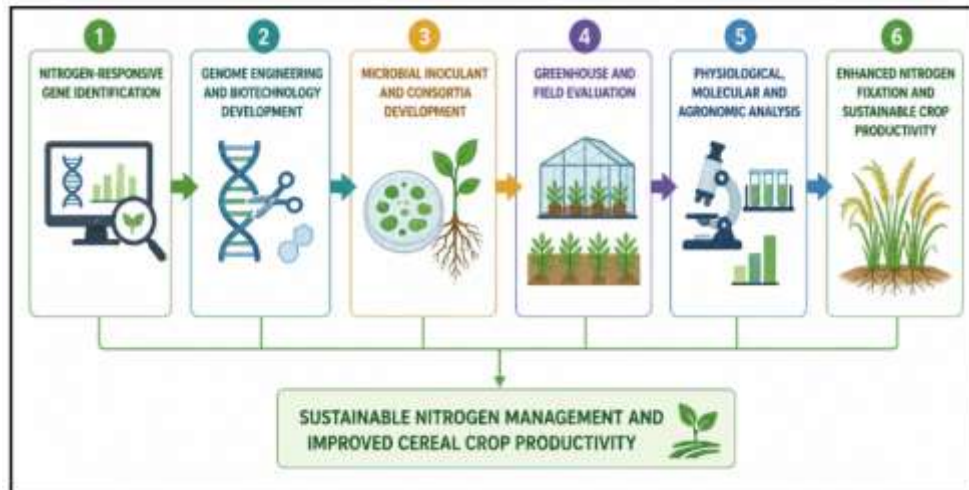 1
NITROGEN-RESPONSIVE
GENE IDENTIFICATION
2
GENOME ENGINEERING
AND BIOTECHNOLOGY
DEVELOPMENT
3
MICROBIAL INOCULANT
AND CONSORTIA
DEVELOPMENT
4
GREENHOUSE AND
FIELD EVALUATION
5
PHYSIOLOGICAL,
MOLECULAR AND
AGRONOMIC ANALYSIS
6
ENHANCED NITROGEN
FIXATION AND
SUSTAINABLE CROP
PRODUCTIVITY
SUSTAINABLE NITROGEN MANAGEMENT AND
IMPROVED CEREAL CROP PRODUCTIVITY